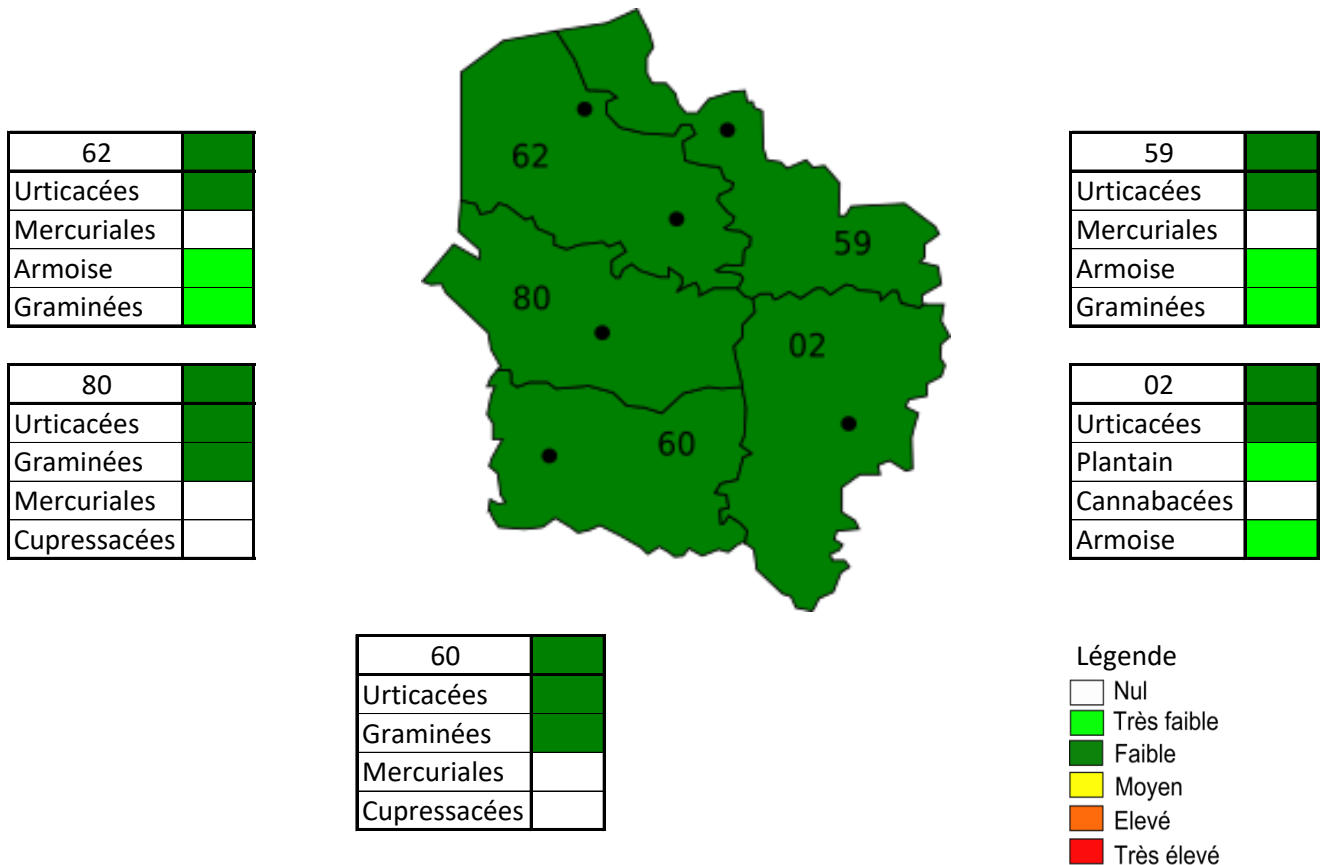 62
Urticacées
Mercuriales
Armoise
Graminées
80
Urticacées
Graminées
Mercuriales
Cupressacées
62
59
80
02
60
59
Urticacées
Mercuriales
Armoise
Graminées
02
Urticacées
Plantain
Cannabacées
Armoise
60
Urticacées
Graminées
Mercuriales
Cupressacées
Légende
Nul
Très faible
Faible
Moyen
Elevé
Très élevé